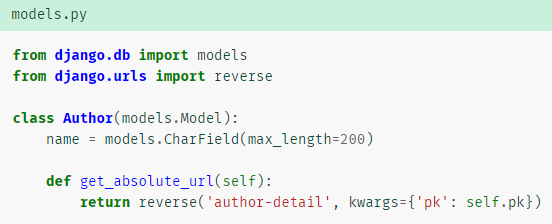 models.py
from django.db import models
from django.urls import reverse
class Author(models.Model):
    name = models.CharField(max_length=200)
    def get_absolute_url(self):
        return reverse('author-detail', kwargs={'pk': self.pk})